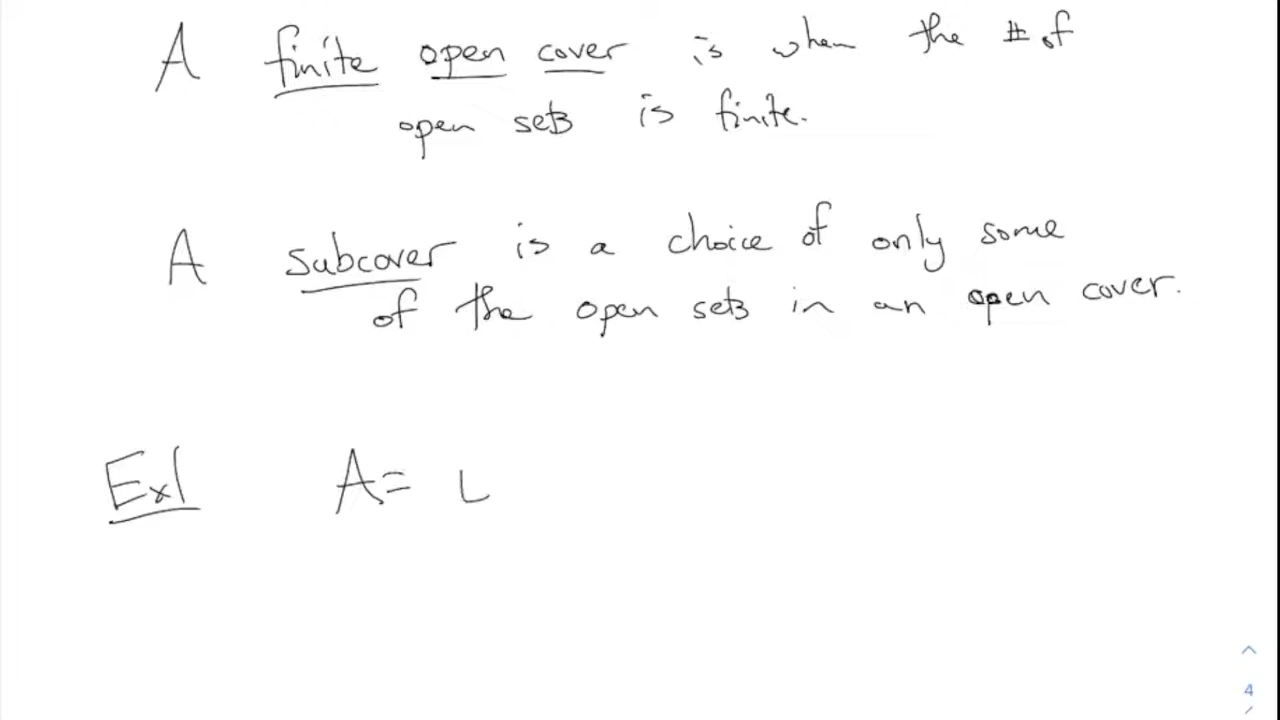 A finite open cover is when the # of
open sets is finite.
A subcover is a choice of only some
of the open sets in an open cover.
Ex1 A=
4